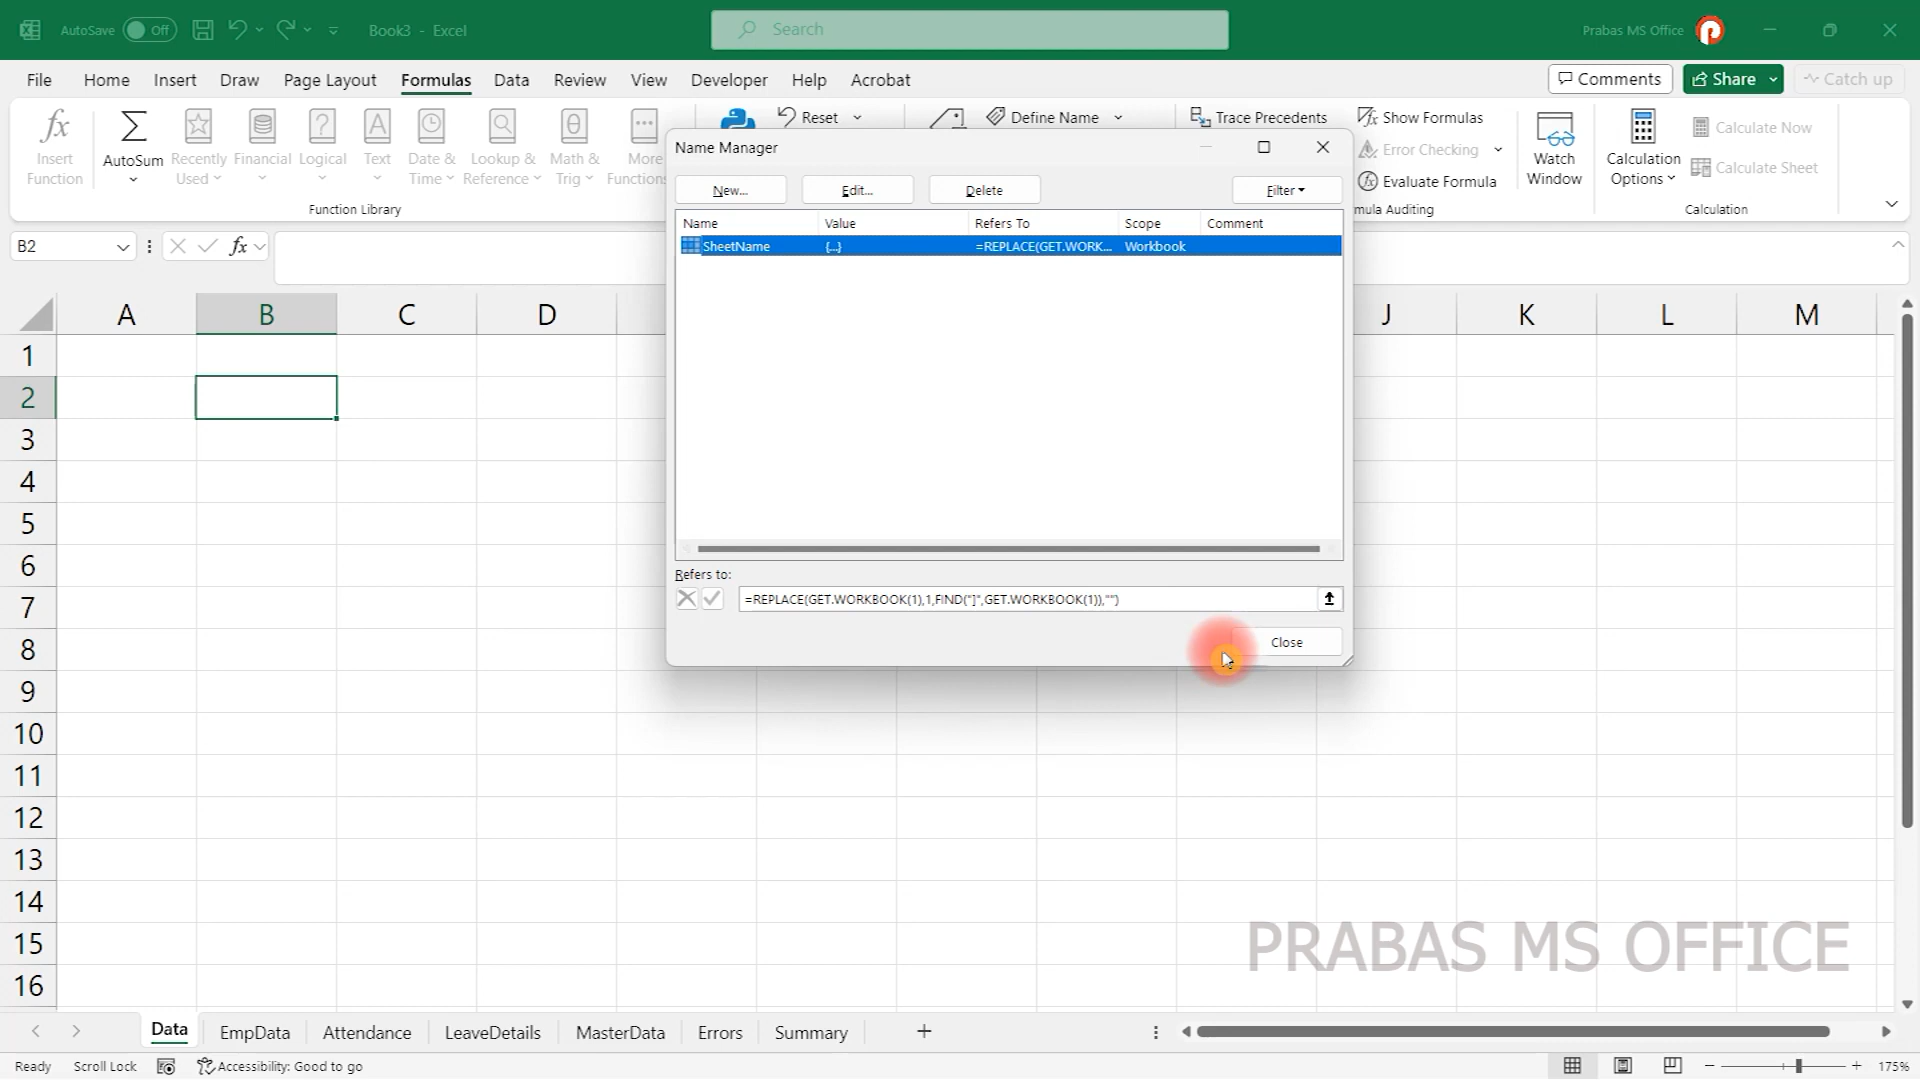 AutoSave Off Book3 - Excel Search Prabas MS Office
File Home Insert Draw Page Layout Formulas Data Review View Developer Help Acrobat Comments Share Catch up
Insert Function
AutoSum
Recently Used
Financial
Logical
Text
Date & Time
Lookup & Reference
Math & Trig
More Functions
Function Library
Reset
Define Name
Trace Precedents
Show Formulas
Error Checking
Evaluate Formula
mula Auditing
Watch Window
Calculation Options
Calculate Now
Calculate Sheet
Calculation
B2
fx
Name Manager
New... Edit... Delete Filter
Name Value Refers To Scope Comment
SheetName {...} =REPLACE(GET.WORK... Workbook
Refers to:
=REPLACE(GET.WORKBOOK(1),1,FIND("]",GET.WORKBOOK(1)),"")
Close
A B C D J K L M
1
2
3
4
5
6
7
8
9
10
11
12
13
14
15
16
PRABAS MS OFFICE
Data EmpData Attendance LeaveDetails MasterData Errors Summary
Ready Scroll Lock Accessibility: Good to go 175%